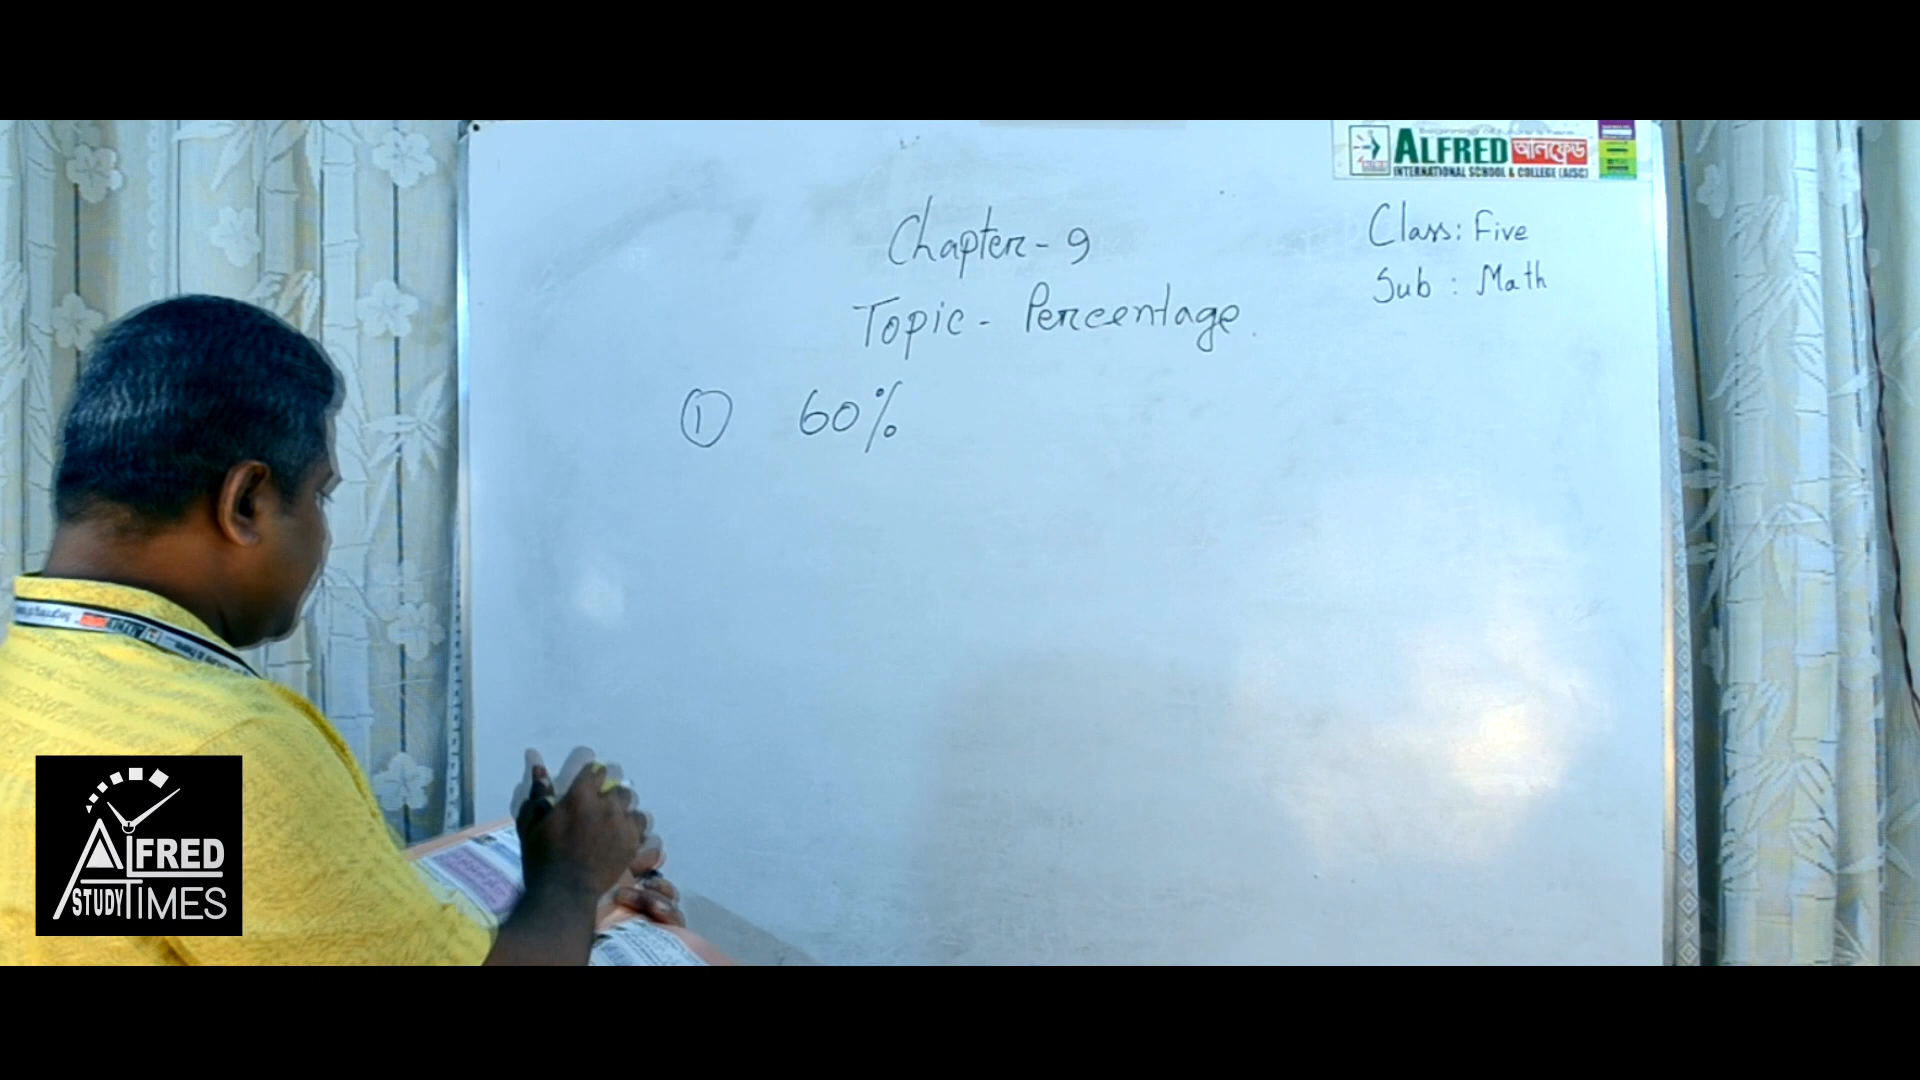 ALFRED আলফ্রেড
INTERNATIONAL SCHOOL & COLLEGE (AISC)
Class: Five
Sub : Math
Chapter - 9
Topic - Percentage.
① 60%
ALFRED
STUDY TIMES